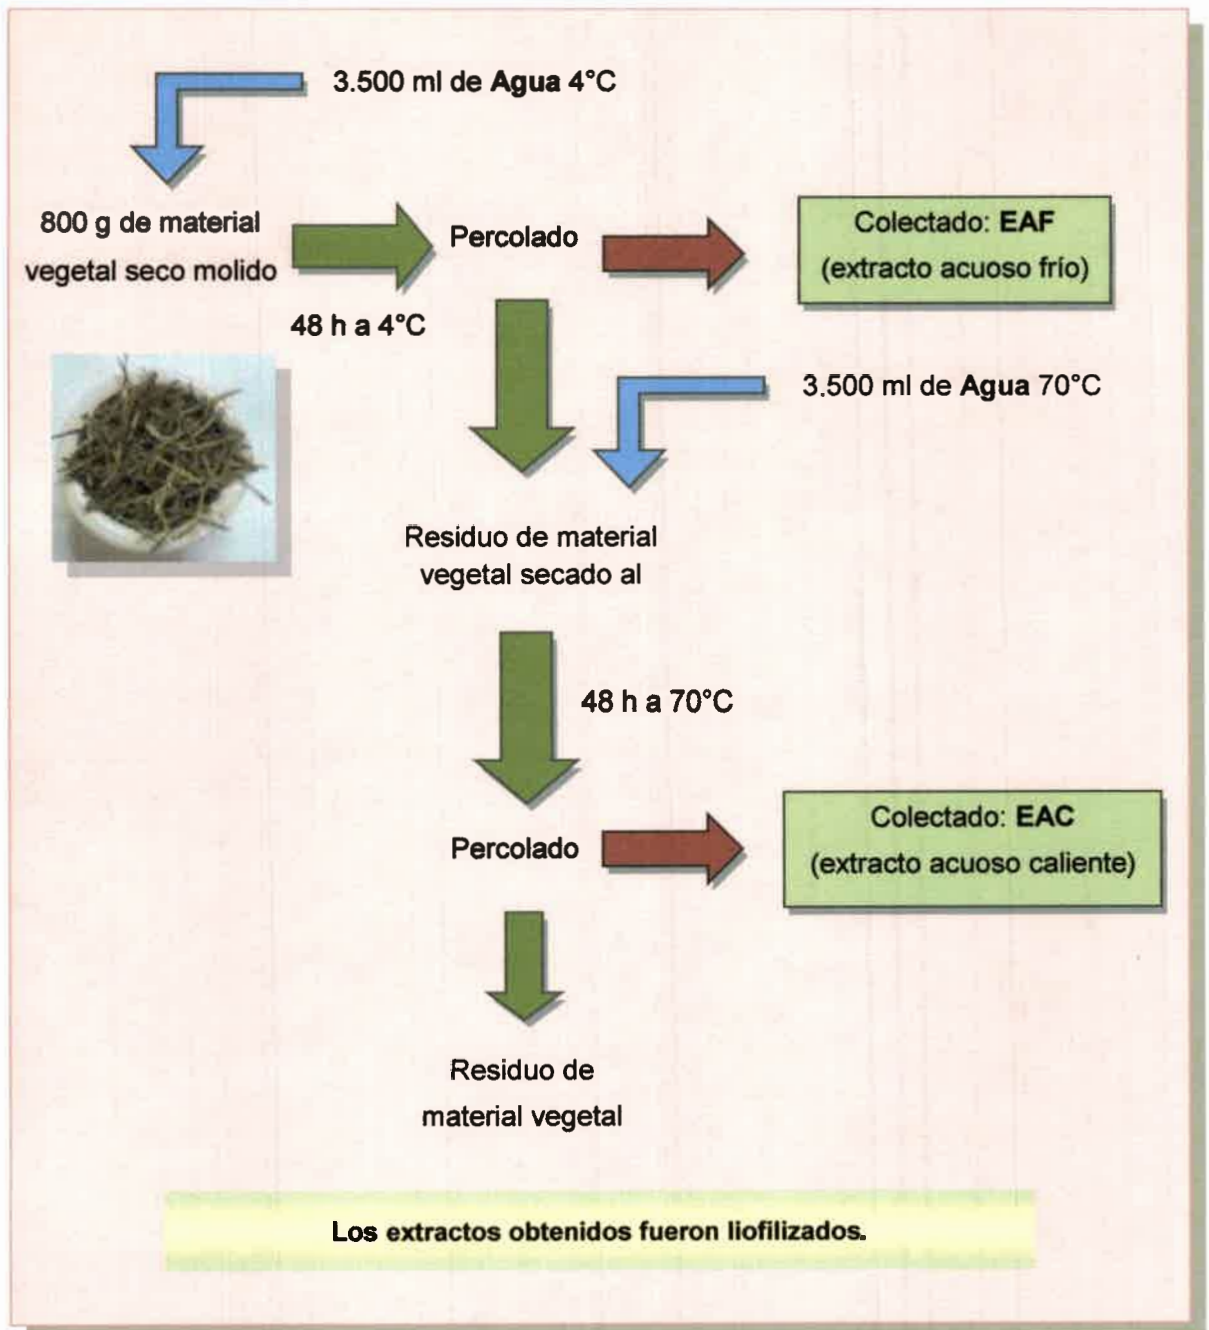 3.500 ml de Agua 4°C
800 g de material
vegetal seco molido
48 h a 4°C
Percolado
Colectado: EAF
(extracto acuoso frío)
3.500 ml de Agua 70°C
Residuo de material
vegetal secado al
48 h a 70°C
Percolado
Colectado: EAC
(extracto acuoso caliente)
Residuo de
material vegetal
Los extractos obtenidos fueron liofilizados.